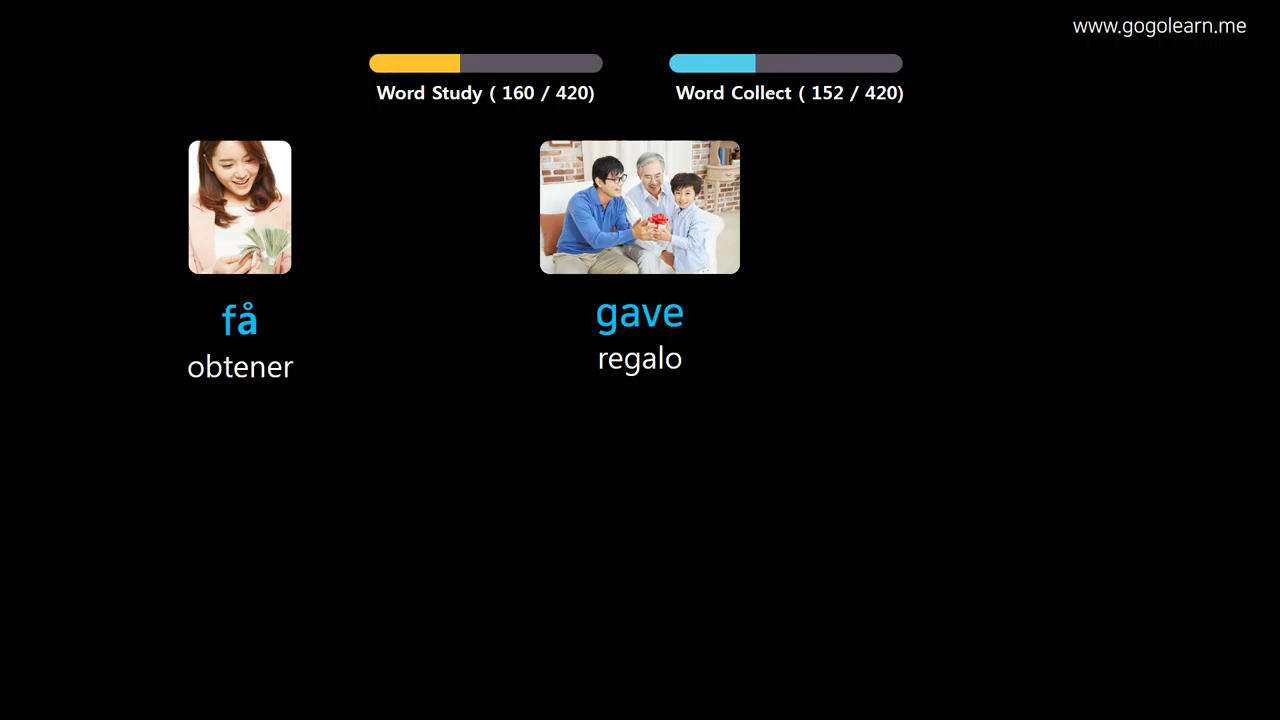 www.gogolearn.me
Word Study ( 160 / 420)
Word Collect ( 152 / 420)
få
obtener
gave
regalo